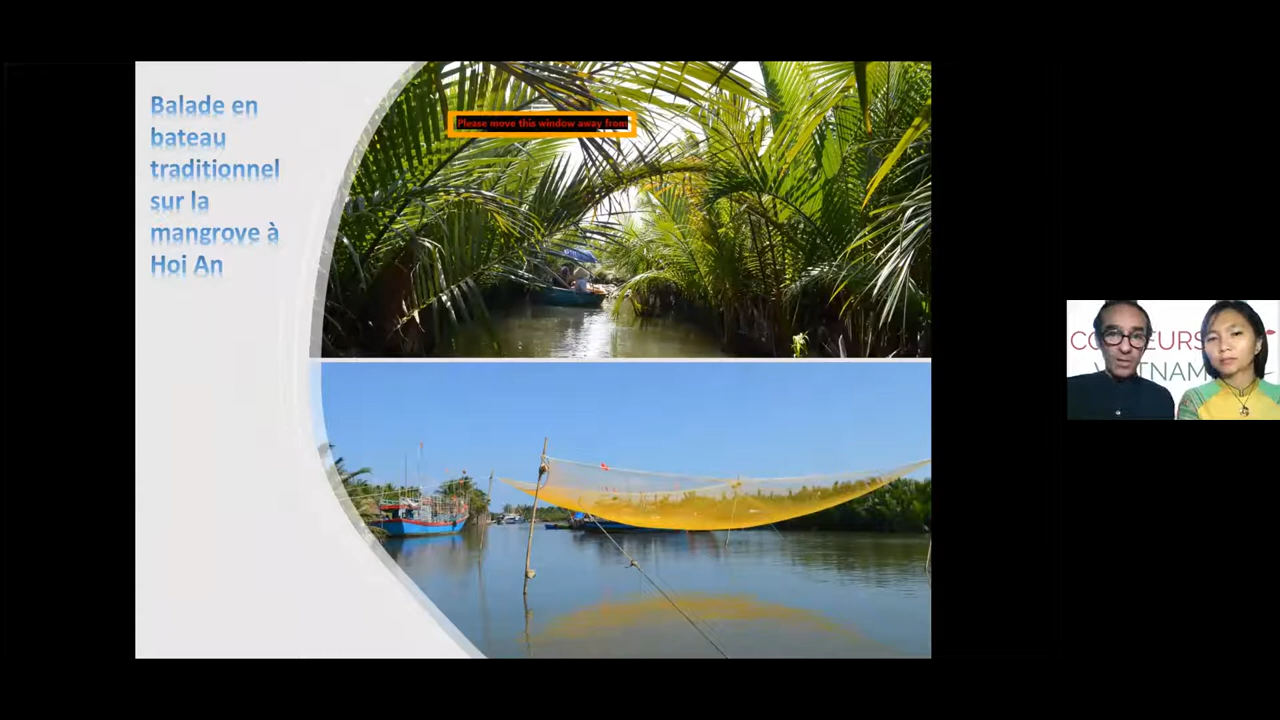 Balade en
bateau
traditionnel
sur la
mangrove à
Hoi An
Please move this window away from